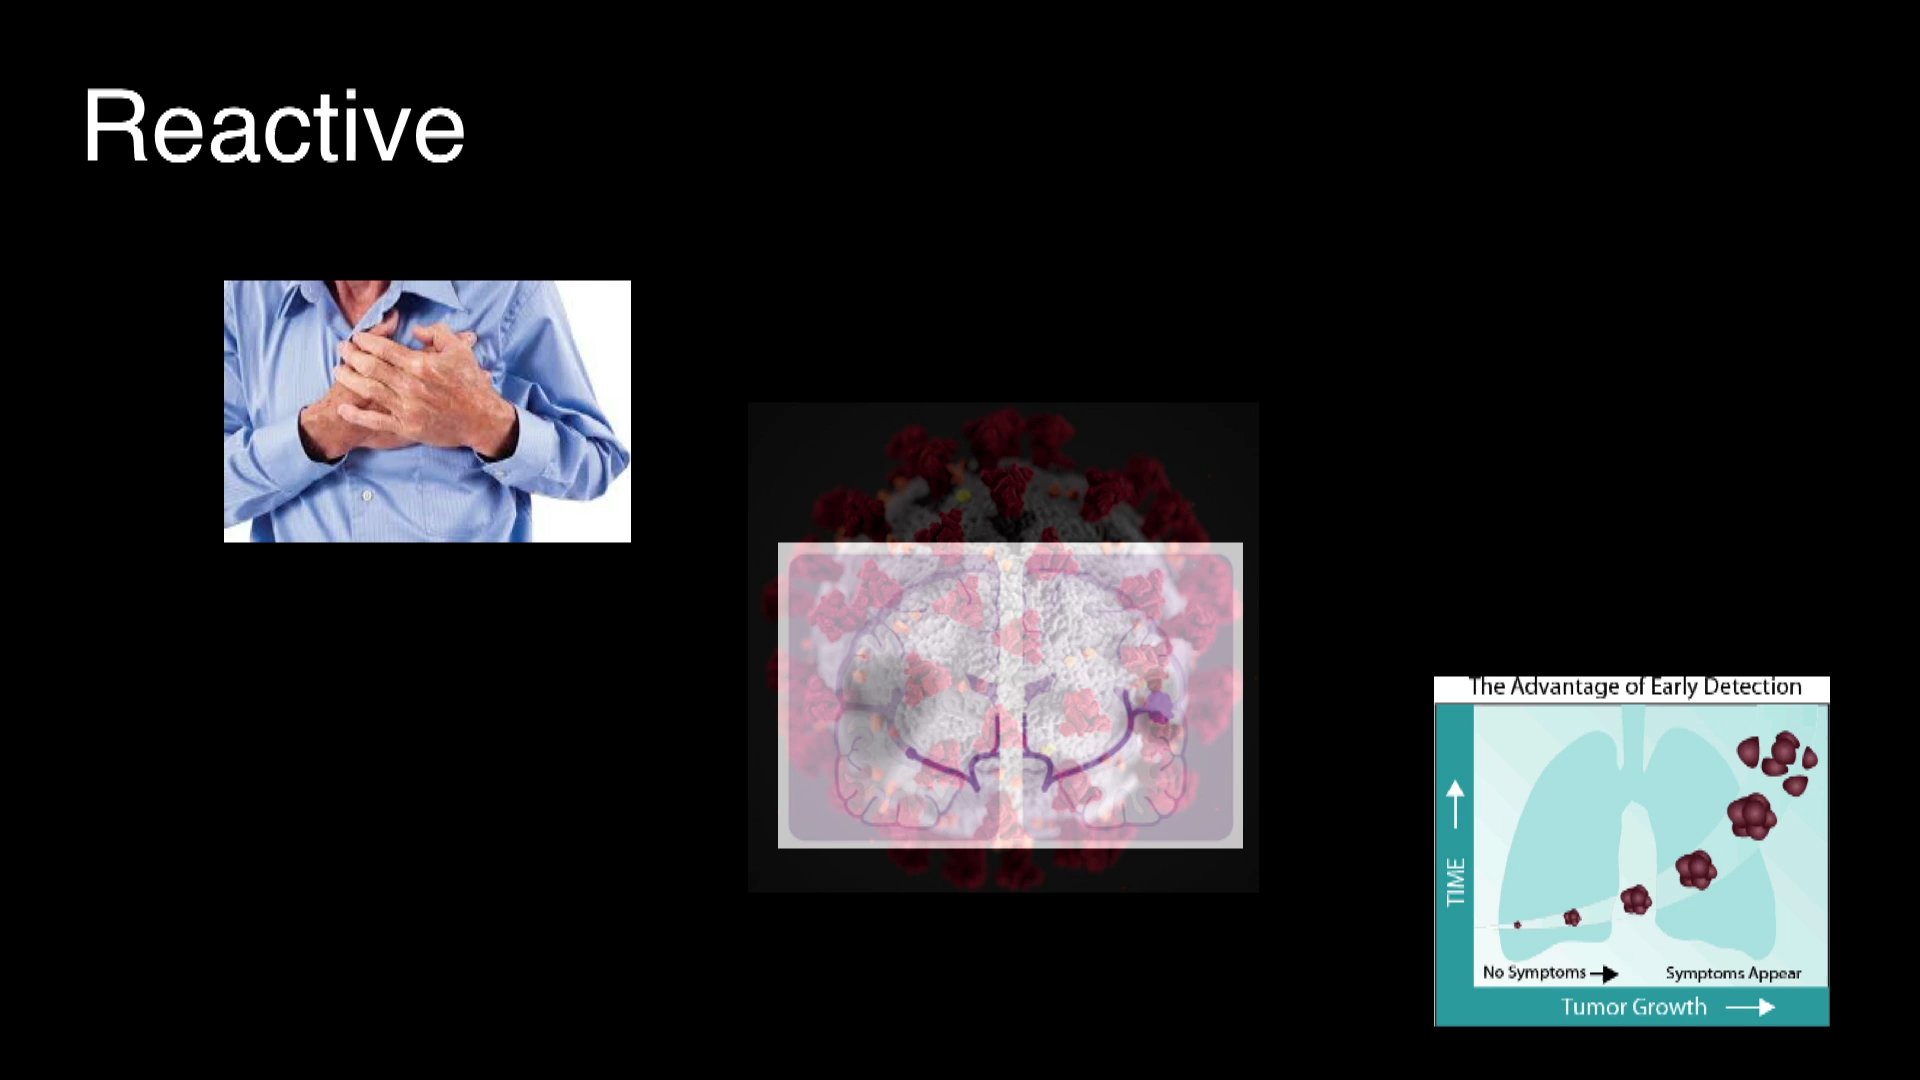 Reactive
The Advantage of Early Detection
TIME
No Symptoms
Symptoms Appear
Tumor Growth